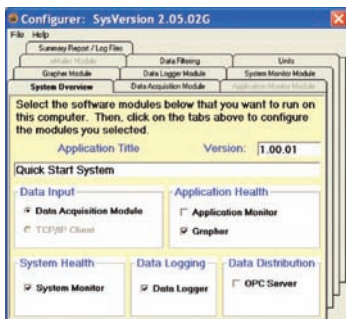 Configurer: SysVersion 2.05.02G
File Help
Summary Report / Log Files
eMailer Module Data Filtering Units
Grapher Module Data Logger Module System Monitor Module
System Overview Data Acquisition Module Application Monitor Module
Select the software modules below that you want to run on
this computer. Then, click on the tabs above to configure
the modules you selected.
Application Title Version: 1.00.01
Quick Start System
Data Input Application Health
Data Acquisition Module Application Monitor
TCP/IP Client Grapher
System Health Data Logging Data Distribution
System Monitor Data Logger OPC Server